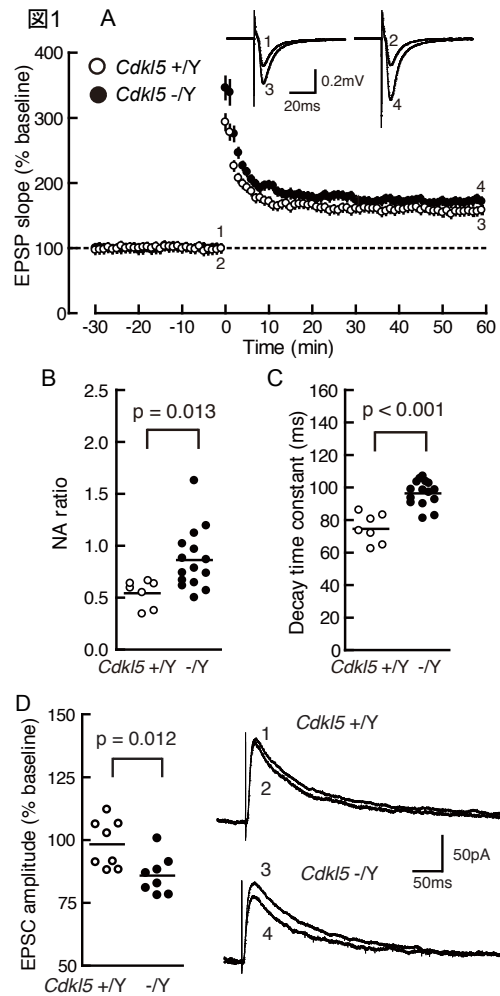 図1
A
Cdkl5 +/Y
Cdkl5 -/Y
EPSP slope (% baseline)
400
300
200
100
0
-30 -20 -10 0 10 20 30 40 50 60
Time (min)
1
3
2
4
0.2mV
20ms
4
3
1
2
B
NA ratio
2.5
2.0
1.5
1.0
0.5
0.0
p = 0.013
Cdkl5 +/Y -/Y
C
Decay time constant (ms)
160
140
120
100
80
60
40
20
0
p < 0.001
Cdkl5 +/Y -/Y
D
EPSC amplitude (% baseline)
150
125
100
75
50
p = 0.012
Cdkl5 +/Y -/Y
Cdkl5 +/Y
1
2
50pA
50ms
Cdkl5 -/Y
3
4